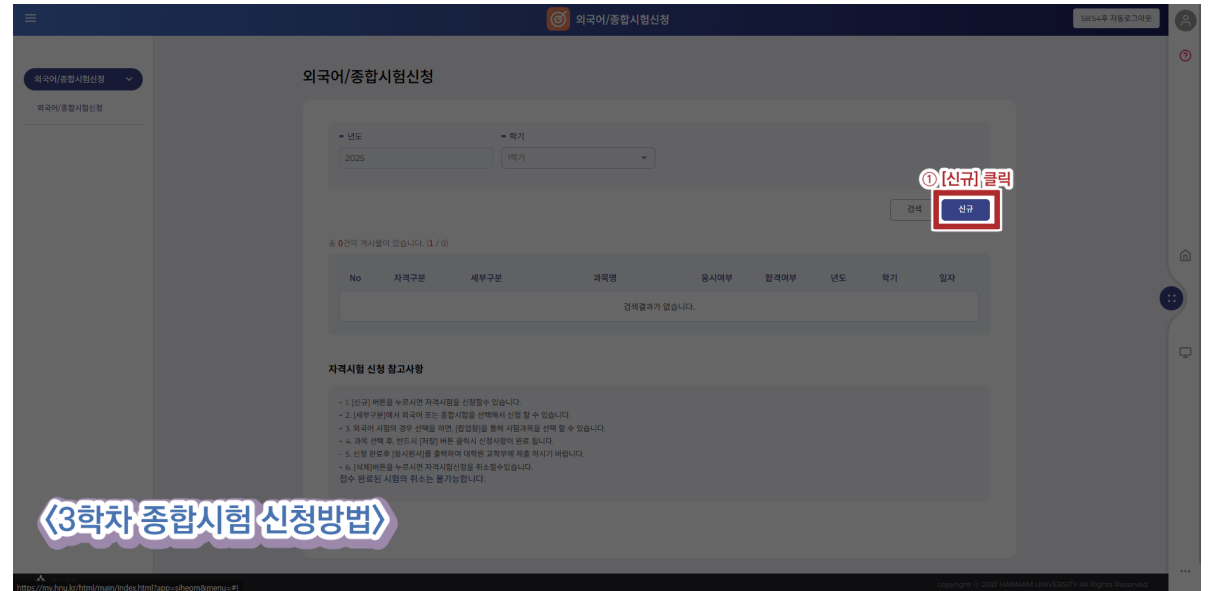 외국어/종합시험신청
58:54후 자동로그아웃
외국어/종합시험신청
외국어/종합시험신청
외국어/종합시험신청
년도
학기
2025
1학기
① [신규] 클릭
검색
신규
총 0건의 게시물이 있습니다. (1 / 0)
No 자격구분 세부구분 과목명 응시여부 합격여부 년도 학기 일자
검색결과가 없습니다.
자격시험 신청 참고사항
- 1. [신규] 버튼을 누르시면 자격시험을 신청할수 있습니다.
- 2. [세부구분]에서 외국어 또는 종합시험을 선택해서 신청 할 수 있습니다.
- 3. 외국어 시험의 경우 선택을 하면, [팝업창]을 통해 시험과목을 선택 할 수 있습니다.
- 4. 과목 선택 후, 반드시 [저장] 버튼 클릭시 신청사항이 완료 됩니다.
- 5. 신청 완료후 [응시원서]를 출력하여 대학원 교학부에 제출 하시기 바랍니다.
- 6. [삭제]버튼을 누르시면 자격시험신청을 취소할수있습니다.
접수 완료된 시험의 취소는 불가능합니다.
〈3학차 종합시험 신청방법〉
https://my.hnu.kr/html/main/index.html?app=siheom&menu=#!
copyright ⓒ 2021 HANNAM UNIVERSITY All Rights Reserved.